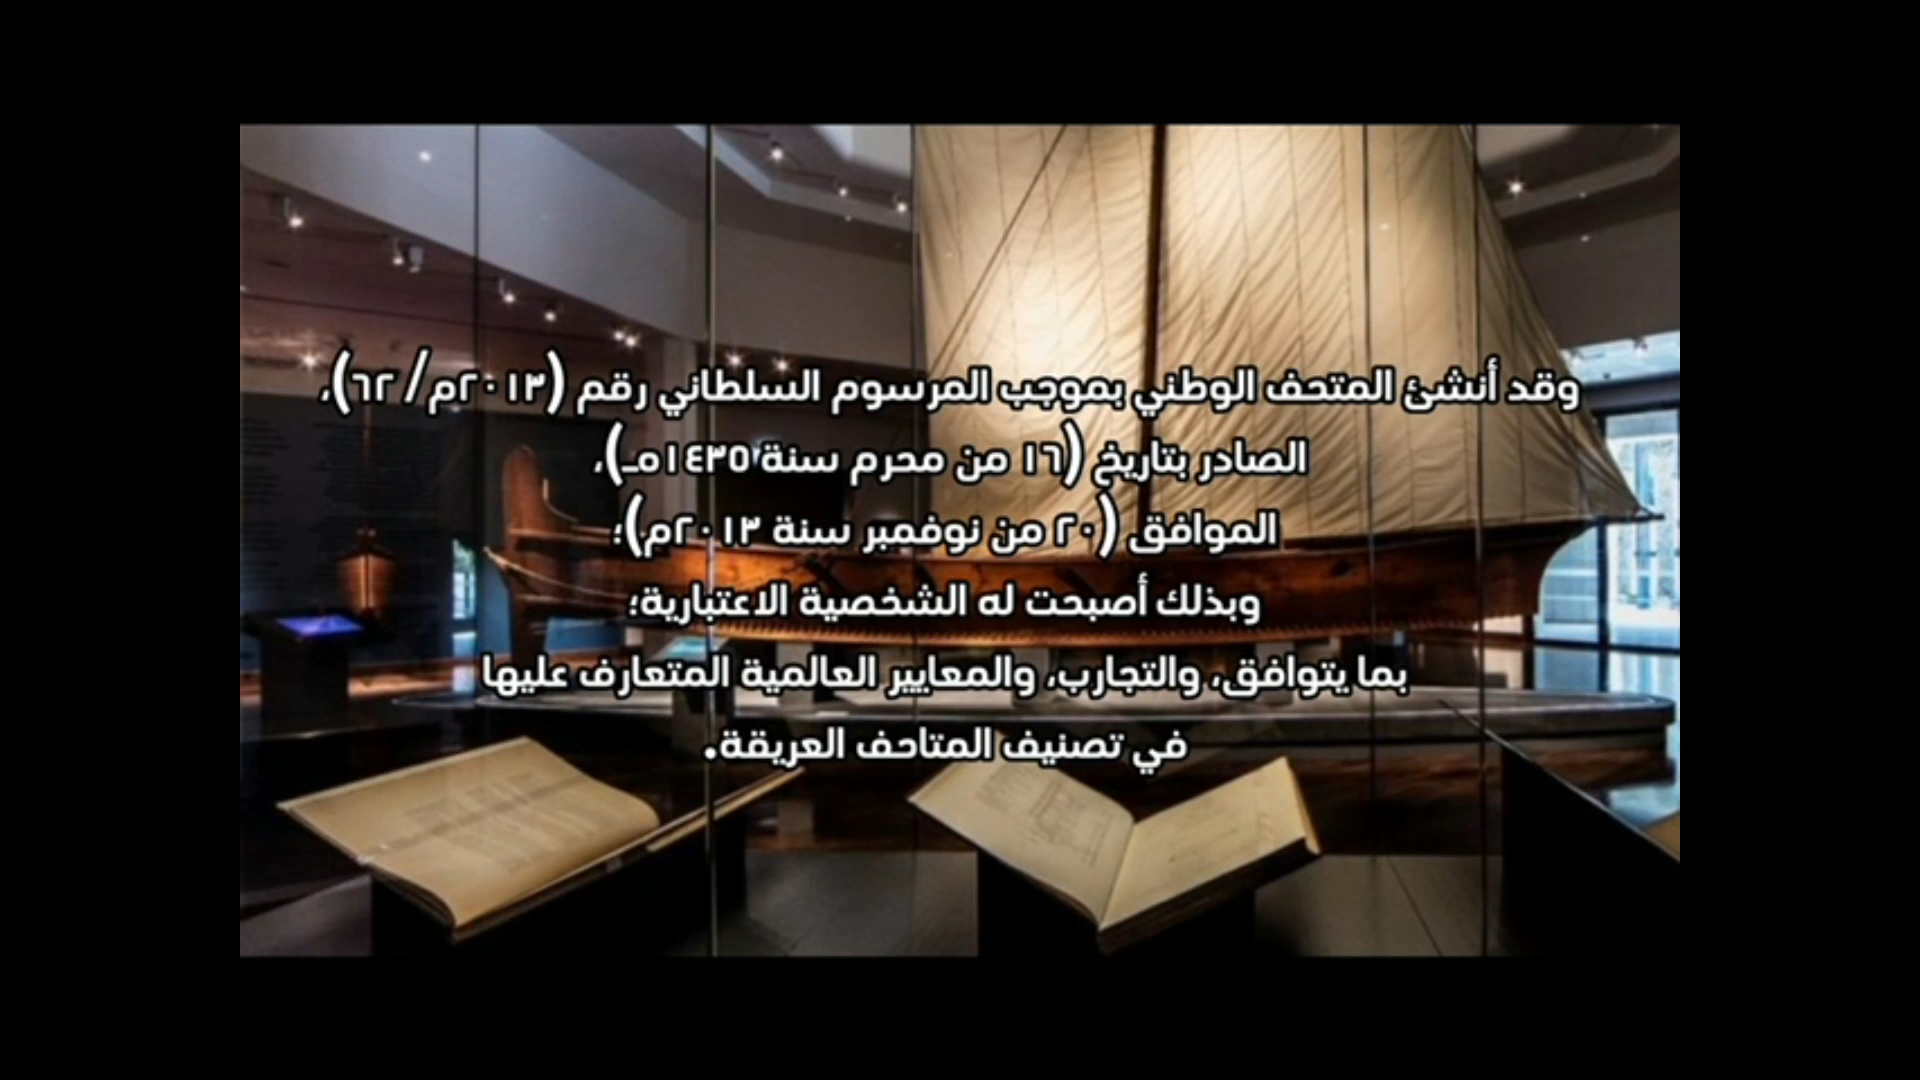 وقد أنشئ المتحف الوطني بموجب المرسوم السلطاني رقم (٢٠١٣م/ ٦٢)،
الصادر بتاريخ (١٦ من محرم سنة ١٤٣٥هـ)،
الموافق (٢٠ من نوفمبر سنة ٢٠١٣م)؛
وبذلك أصبحت له الشخصية الاعتبارية؛
بما يتوافق، والتجارب، والمعايير العالمية المتعارف عليها
في تصنيف المتاحف العريقة.